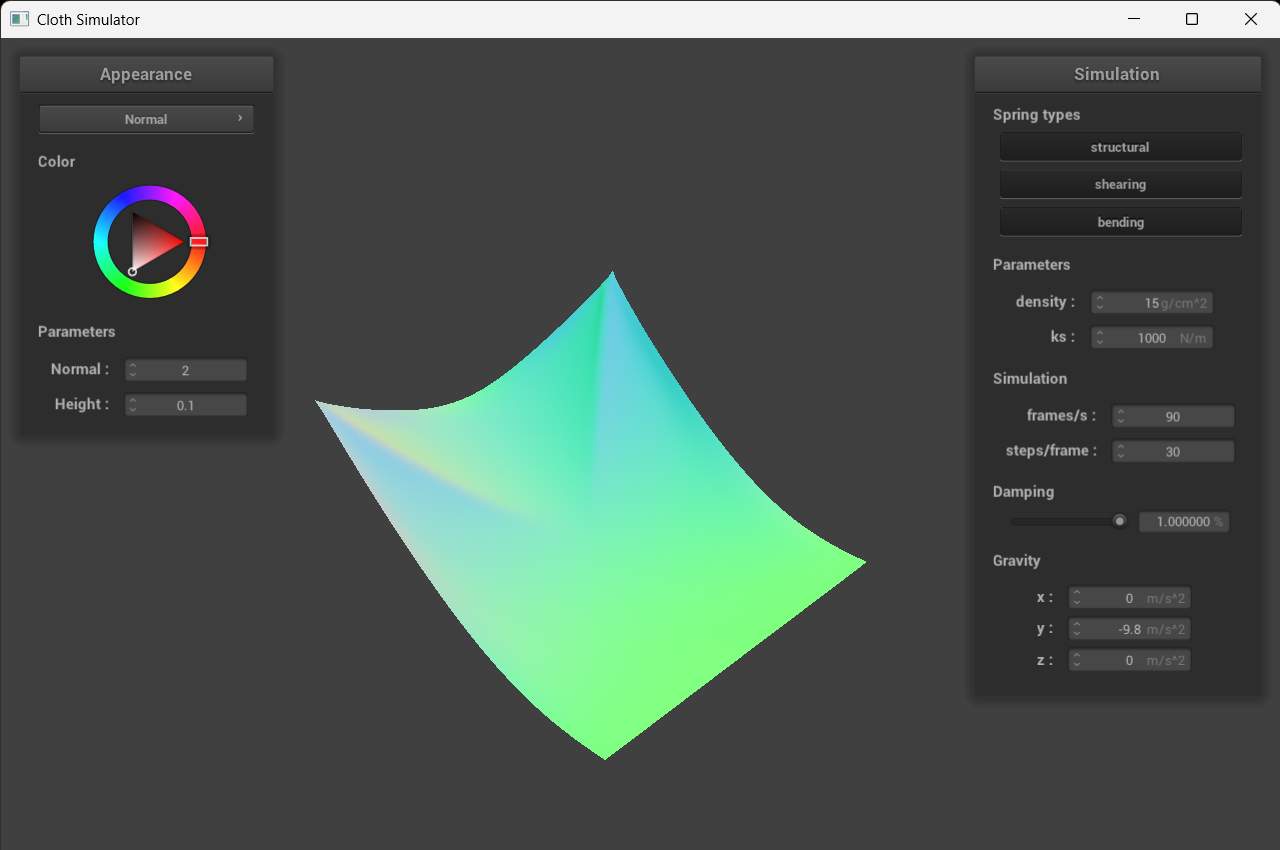 Cloth Simulator
Appearance
Normal
Color
Parameters
Normal : 2
Height : 0.1
Simulation
Spring types
structural
shearing
bending
Parameters
density : 15 g/cm^2
ks : 1000 N/m
Simulation
frames/s : 90
steps/frame : 30
Damping
1.000000 %
Gravity
x : 0 m/s^2
y : -9.8 m/s^2
z : 0 m/s^2